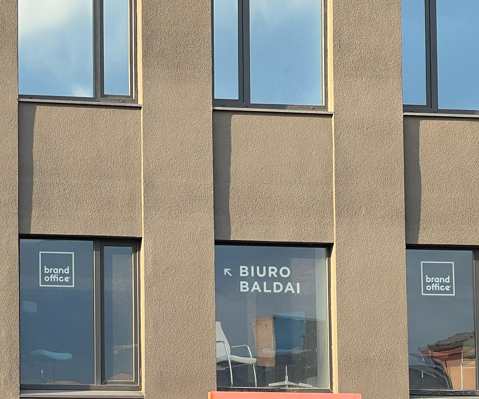 brand
office
BIURO
BALDAI
brand
office